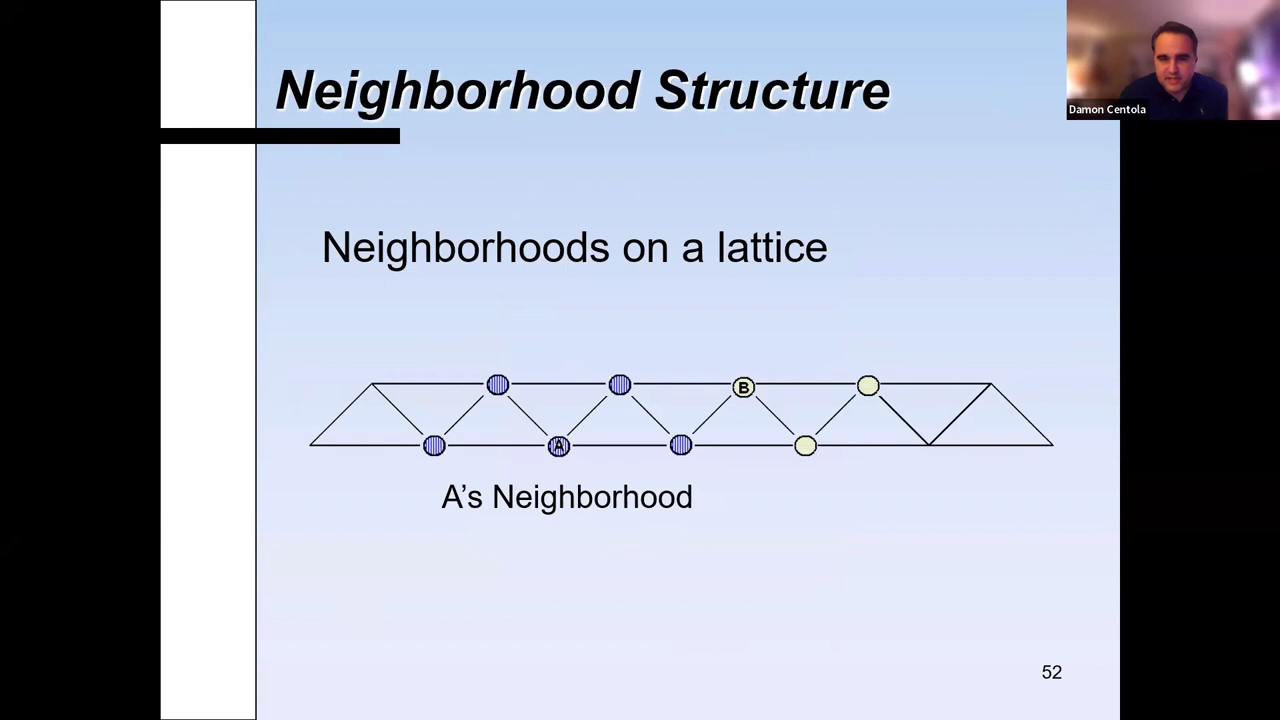 Neighborhood Structure
Damon Centola
Neighborhoods on a lattice
B
A
A’s Neighborhood
52